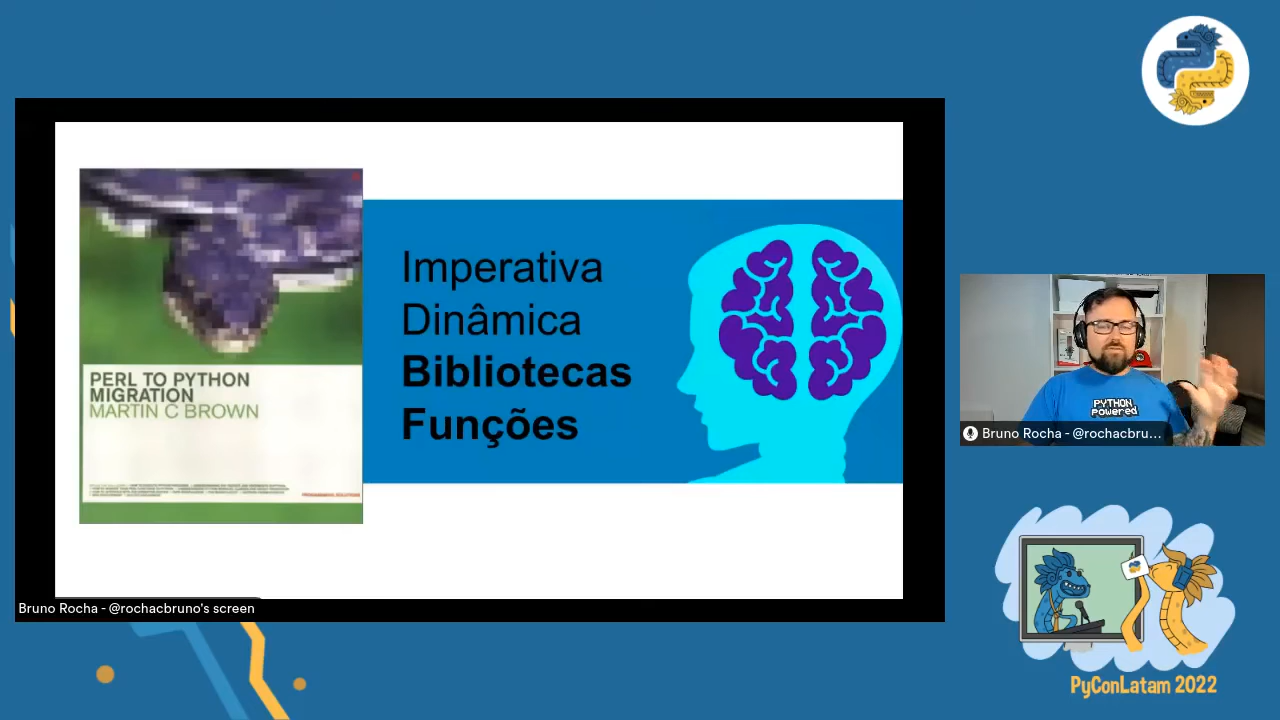 PERL TO PYTHON
MIGRATION
MARTIN C BROWN
Imperativa
Dinâmica
Bibliotecas
Funções
PYTHON
Powered
Bruno Rocha - @rochacbru...
Bruno Rocha - @rochacbruno's screen
PyConLatam 2022